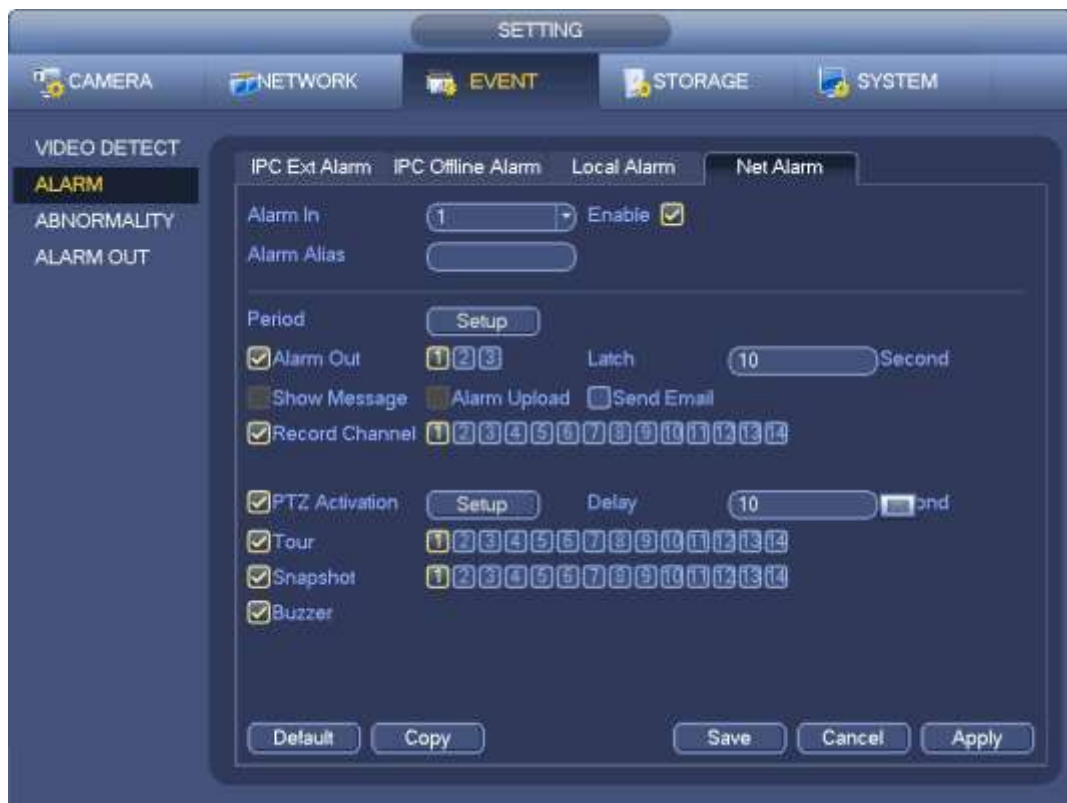 SETTING
CAMERA NETWORK EVENT STORAGE SYSTEM
VIDEO DETECT
ALARM
ABNORMALITY
ALARM OUT
IPC Ext Alarm IPC Offline Alarm Local Alarm Net Alarm
Alarm In 1 Enable
Alarm Alias
Period Setup
Alarm Out 1 2 3 Latch 10 Second
Show Message Alarm Upload Send Email
Record Channel 1 2 3 4 5 6 7 8 9 10 11 12 13 14
PTZ Activation Setup Delay 10 ond
Tour 1 2 3 4 5 6 7 8 9 10 11 12 13 14
Snapshot 1 2 3 4 5 6 7 8 9 10 11 12 13 14
Buzzer
Default Copy Save Cancel Apply